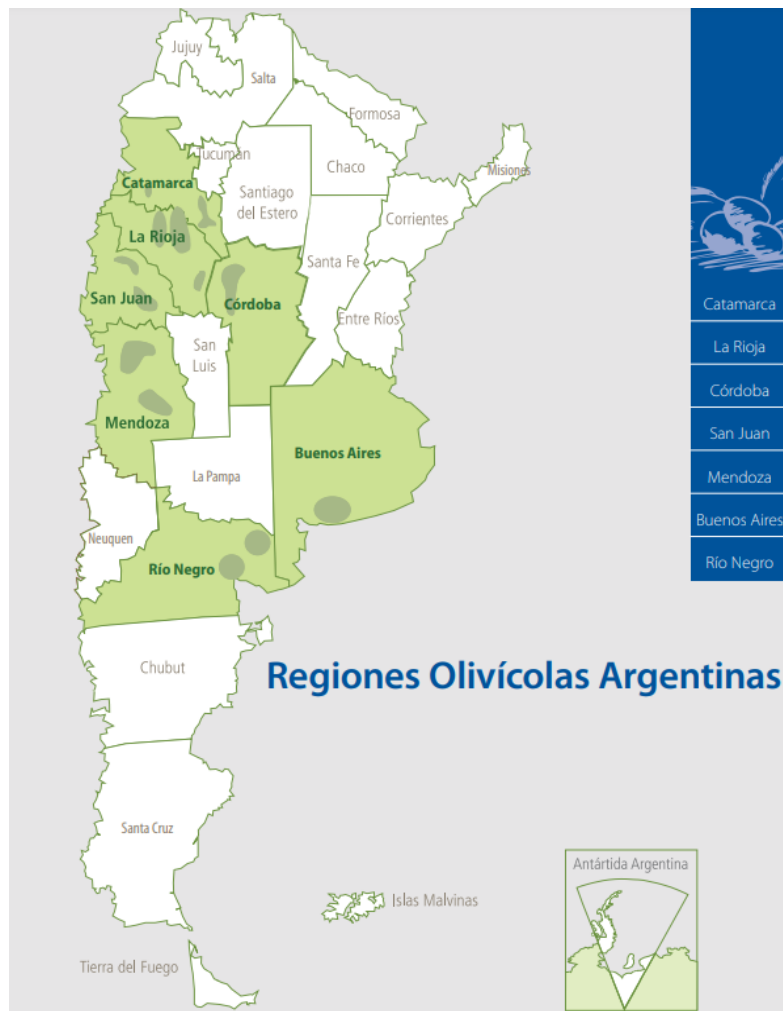 Jujuy
Salta
Formosa
Tucumán
Chaco
Misiones
Catamarca
Santiago
del Estero
Corrientes
La Rioja
Santa Fe
San Juan
Córdoba
Entre Ríos
San
Luis
Mendoza
Buenos Aires
La Pampa
Neuquen
Río Negro
Chubut
Santa Cruz
Tierra del Fuego
Islas Malvinas
Antártida Argentina
Regiones Olivícolas Argentinas
Catamarca
La Rioja
Córdoba
San Juan
Mendoza
Buenos Aires
Río Negro